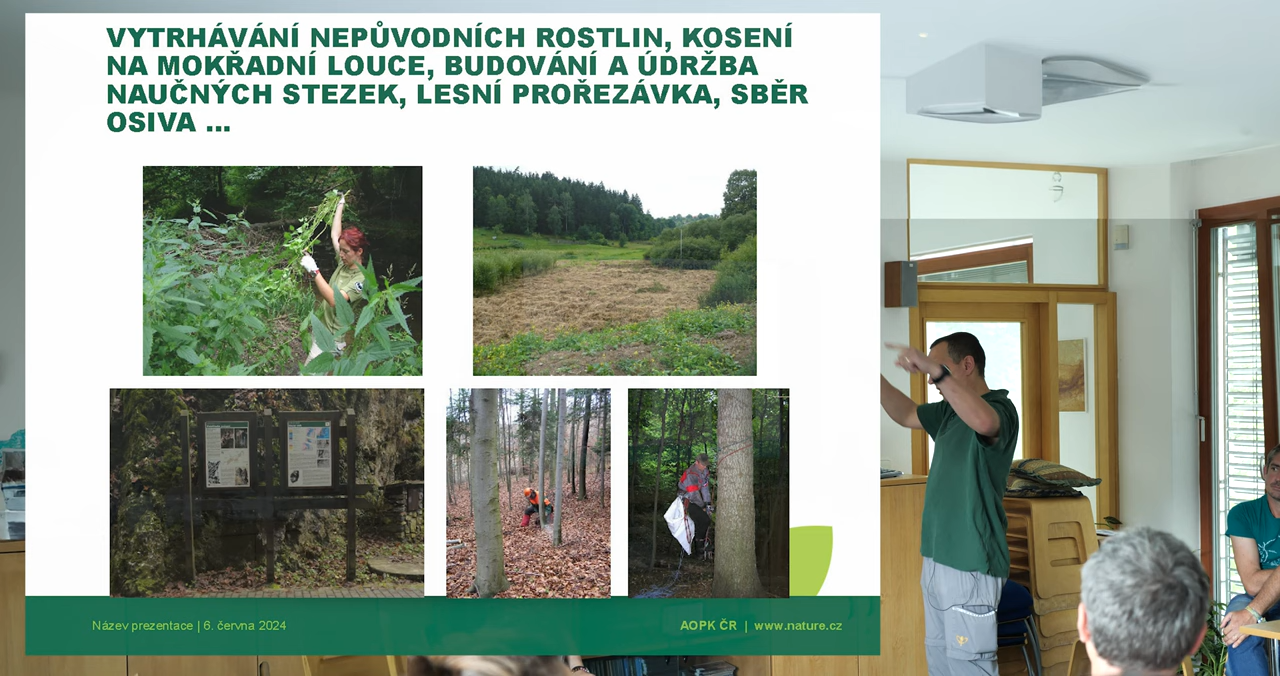 VYTRHÁVÁNÍ NEPŮVODNÍCH ROSTLIN, KOSENÍ
NA MOKŘADNÍ LOUCE, BUDOVÁNÍ A ÚDRŽBA
NAUČNÝCH STEZEK, LESNÍ PROŘEZÁVKA, SBĚR
OSIVA ...
Název prezentace | 6. června 2024
AOPK ČR | www.nature.cz